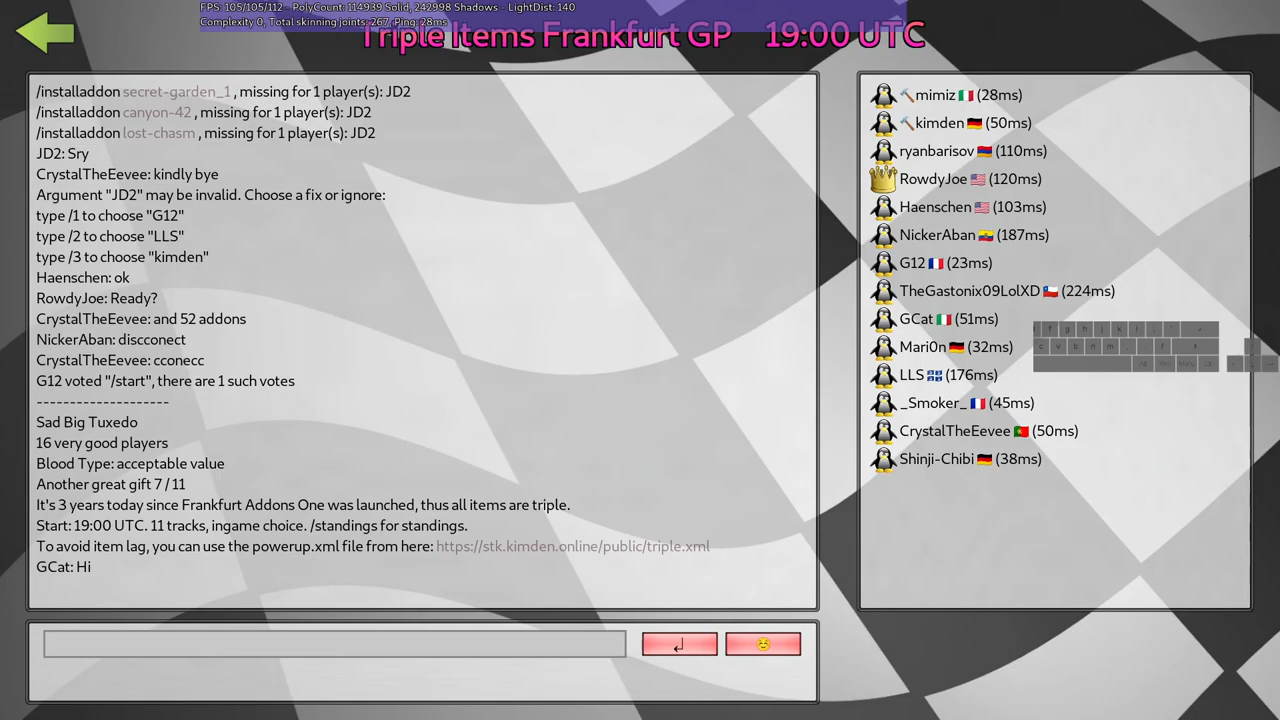 FPS: 105/105/112 - PolyCount: 114939 Solid, 242998 Shadows - LightDist: 140
Complexity 0, Total skinning joints: 267, Ping: 28ms
Triple Items Frankfurt GP 19:00 UTC
/installaddon secret-garden_1 , missing for 1 player(s): JD2
/installaddon canyon-42 , missing for 1 player(s): JD2
/installaddon lost-chasm , missing for 1 player(s): JD2
JD2: Sry
CrystalTheEevee: kindly bye
Argument "JD2" may be invalid. Choose a fix or ignore:
type /1 to choose "G12"
type /2 to choose "LLS"
type /3 to choose "kimden"
Haenschen: ok
RowdyJoe: Ready?
CrystalTheEevee: and 52 addons
NickerAban: discconect
CrystalTheEevee: cconecc
G12 voted "/start", there are 1 such votes
-------------------
Sad Big Tuxedo
16 very good players
Blood Type: acceptable value
Another great gift 7 / 11
It's 3 years today since Frankfurt Addons One was launched, thus all items are triple.
Start: 19:00 UTC. 11 tracks, ingame choice. /standings for standings.
To avoid item lag, you can use the powerup.xml file from here: https://stk.kimden.online/public/triple.xml
GCat: Hi
🔨mimiz 🇮🇹 (28ms)
🔨kimden 🇩🇪 (50ms)
ryanbarisov 🇦🇲 (110ms)
RowdyJoe 🇺🇸 (120ms)
Haenschen 🇺🇸 (103ms)
NickerAban 🇪🇨 (187ms)
G12 🇫🇷 (23ms)
TheGastonix09LolXD 🇨🇱 (224ms)
GCat 🇮🇹 (51ms)
Mari0n 🇩🇪 (32ms)
LLS (176ms)
_Smoker_ 🇫🇷 (45ms)
CrystalTheEevee 🇵🇹 (50ms)
Shinji-Chibi 🇩🇪 (38ms)
f g h j k l
c v b n m